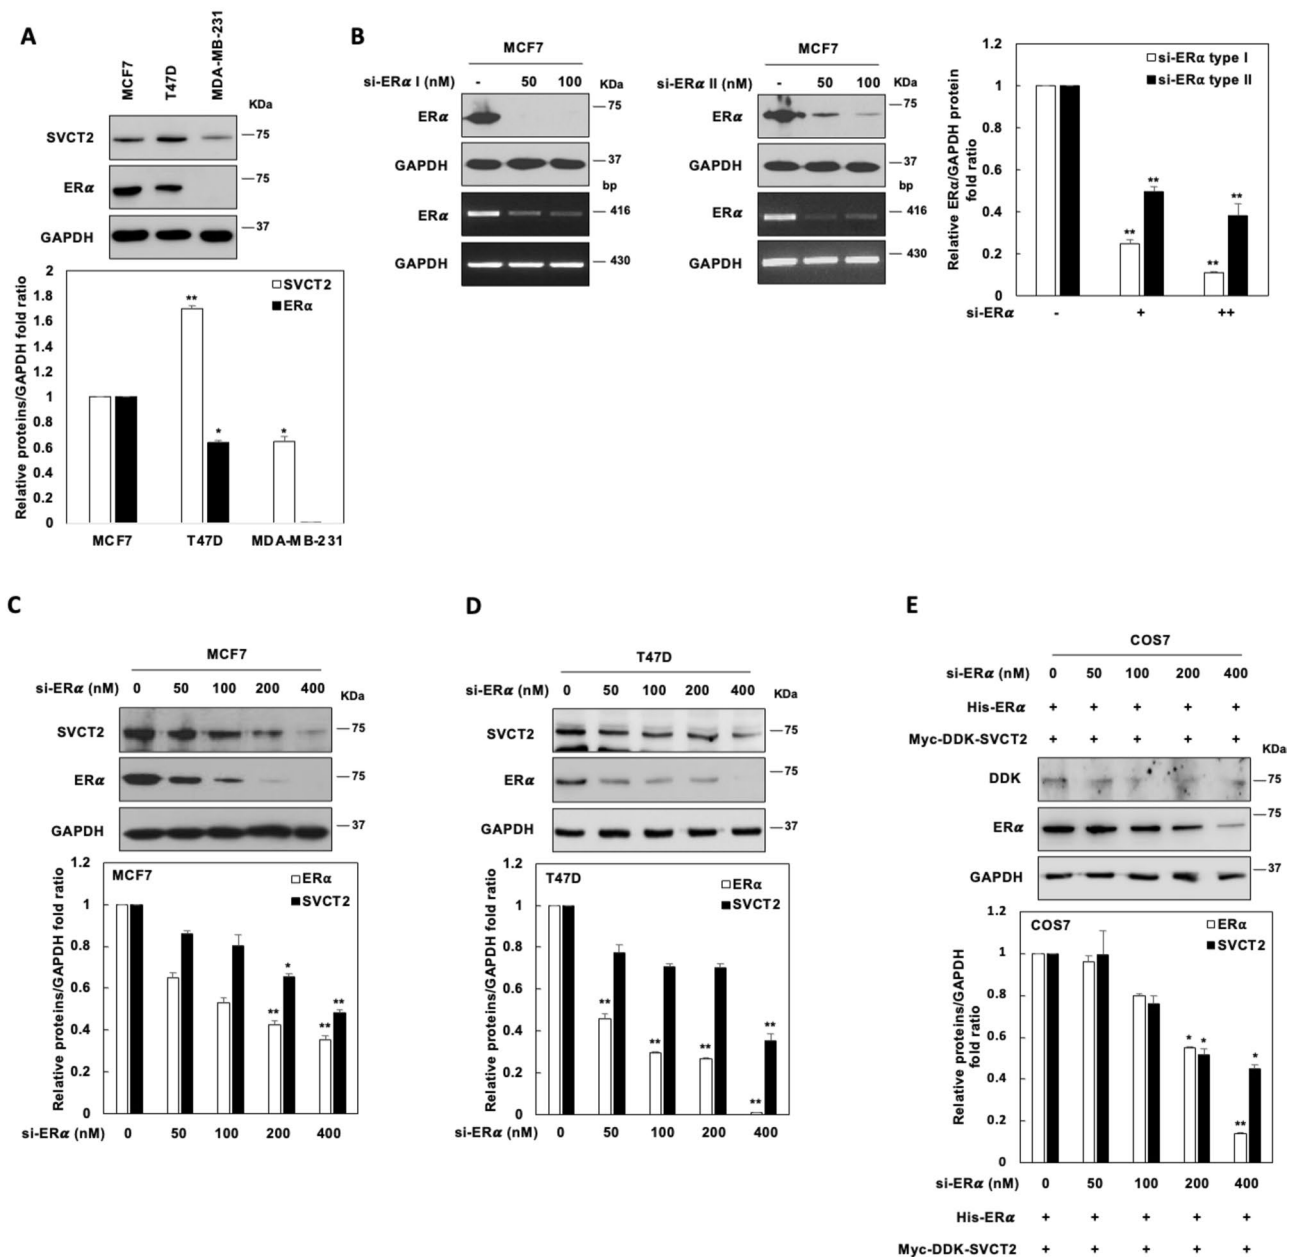 A
MCF7
T47D
MDA-MB-231
KDa
SVCT2
75
ERα
75
GAPDH
37
Relative proteins/GAPDH fold ratio
2
1.8
1.6
1.4
1.2
1
0.8
0.6
0.4
0.2
0
SVCT2
ERα
**
*
*
MCF7 T47D MDA-MB-231
B
MCF7
si-ERα I (nM) - 50 100 KDa
ERα
75
GAPDH
37
bp
ERα
416
GAPDH
430
MCF7
si-ERα II (nM) - 50 100 KDa
ERα
75
GAPDH
37
bp
ERα
416
GAPDH
430
Relative ERα/GAPDH protein
fold ratio
1.2
1
0.8
0.6
0.4
0.2
0
si-ERα type I
si-ERα type II
**
**
**
**
si-ERα - + ++
C
MCF7
si-ERα (nM) 0 50 100 200 400
KDa
SVCT2
75
ERα
75
GAPDH
37
Relative proteins/GAPDH fold ratio
1.2
1
0.8
0.6
0.4
0.2
0
MCF7
ERα
SVCT2
**
*
**
**
si-ERα (nM) 0 50 100 200 400
D
T47D
si-ERα (nM) 0 50 100 200 400
KDa
SVCT2
75
ERα
75
GAPDH
37
Relative proteins/GAPDH fold ratio
1.2
1
0.8
0.6
0.4
0.2
0
T47D
ERα
SVCT2
**
**
**
**
**
si-ERα (nM) 0 50 100 200 400
E
COS7
si-ERα (nM) 0 50 100 200 400
His-ERα + + + + +
Myc-DDK-SVCT2 + + + + +
KDa
DDK
75
ERα
75
GAPDH
37
Relative proteins/GAPDH
fold ratio
1.2
1
0.8
0.6
0.4
0.2
0
COS7
ERα
SVCT2
*
*
**
*
si-ERα (nM) 0 50 100 200 400
His-ERα + + + + +
Myc-DDK-SVCT2 + + + + +